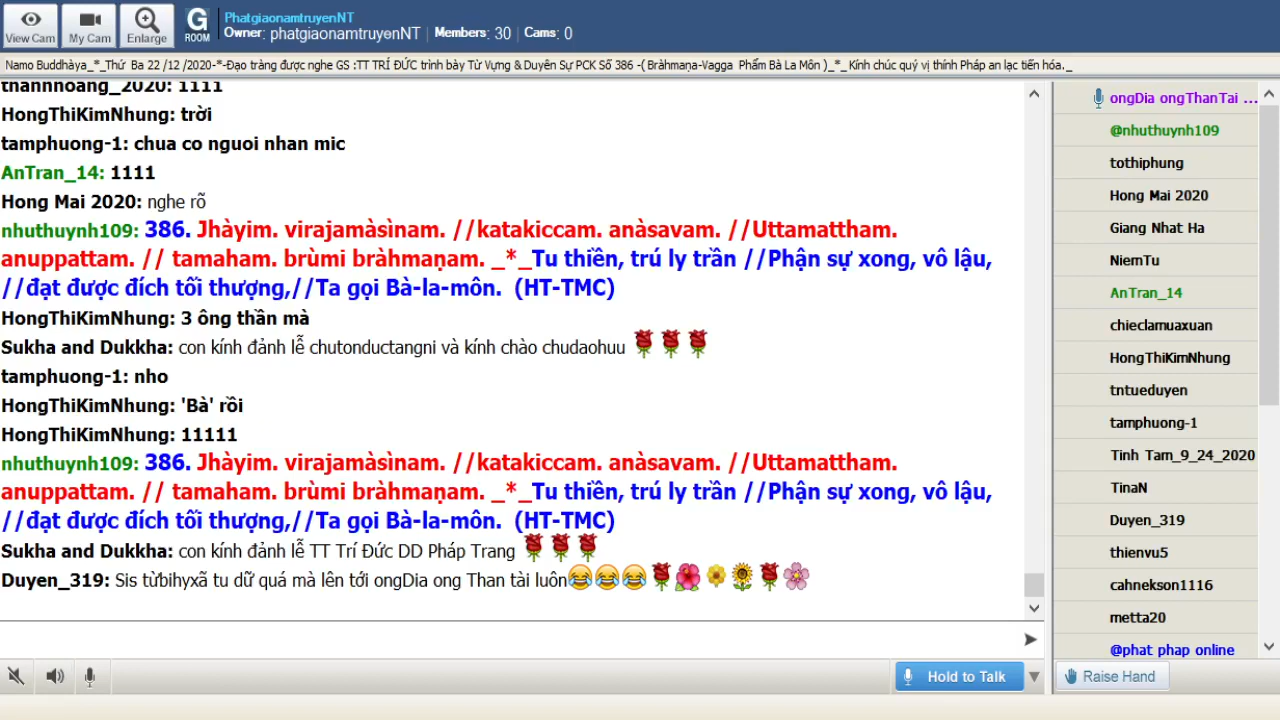 View Cam
My Cam
Enlarge
G
ROOM
PhatgiaonamtruyenNT
Owner: phatgiaonamtruyenNT | Members: 30 | Cams: 0
Namo Buddhàya_*_Thứ Ba 22 /12 /2020-*-Đạo tràng được nghe GS :TT TRÍ ĐỨC trình bày Từ Vựng & Duyên Sự PCK Số 386 -( Bràhmaṇa-Vagga Phẩm Bà La Môn )_*_ Kính chúc quý vị thính Pháp an lạc tiến hóa._
thanhhoang_2020: 1111
HongThiKimNhung: trời
tamphuong-1: chua co nguoi nhan mic
AnTran_14: 1111
Hong Mai 2020: nghe rõ
nhuthuynh109: 386. Jhàyim. virajamàsìnam. //katakiccam. anàsavam. //Uttamattham.
anuppattam. // tamaham. brùmi bràhmaṇam. _*_Tu thiền, trú ly trần //Phận sự xong, vô lậu,
//đạt được đích tối thượng,//Ta gọi Bà-la-môn. (HT-TMC)
HongThiKimNhung: 3 ông thần mà
Sukha and Dukkha: con kính đảnh lễ chutonductangni và kính chào chudaohuu
tamphuong-1: nho
HongThiKimNhung: 'Bà' rồi
HongThiKimNhung: 11111
nhuthuynh109: 386. Jhàyim. virajamàsìnam. //katakiccam. anàsavam. //Uttamattham.
anuppattam. // tamaham. brùmi bràhmaṇam. _*_Tu thiền, trú ly trần //Phận sự xong, vô lậu,
//đạt được đích tối thượng,//Ta gọi Bà-la-môn. (HT-TMC)
Sukha and Dukkha: con kính đảnh lễ TT Trí Đức DD Pháp Trang
Duyen_319: Sis từbihyxã tu dữ quá mà lên tới ongDia ong Than tài luôn😂😂😂
ongDia ongThanTai ...
@nhuthuynh109
tothiphung
Hong Mai 2020
Giang Nhat Ha
NiemTu
AnTran_14
chieclamuaxuan
HongThiKimNhung
tntueduyen
tamphuong-1
Tinh Tam_9_24_2020
TinaN
Duyen_319
thienvu5
cahnekson1116
metta20
@phat phap online
Hold to Talk
Raise Hand